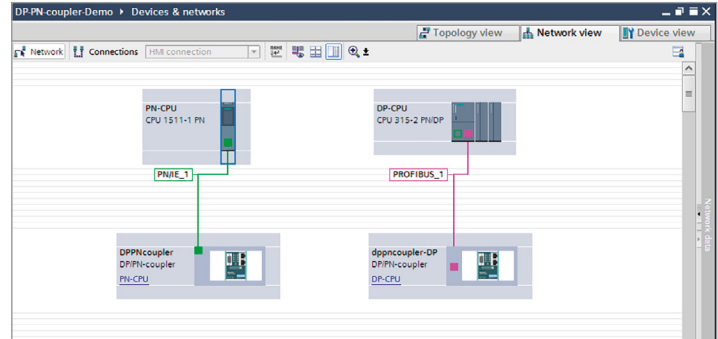 DP-PN-coupler-Demo ▸ Devices & networks
Topology view
Network view
Device view
Network
Connections
HMI connection
PN-CPU
CPU 1511-1 PN
DP-CPU
CPU 315-2 PN/DP
PN/IE_1
PROFIBUS_1
DPPNcoupler
DP/PN-coupler
PN-CPU
dppncoupler-DP
DP/PN-coupler
DP-CPU
Network data